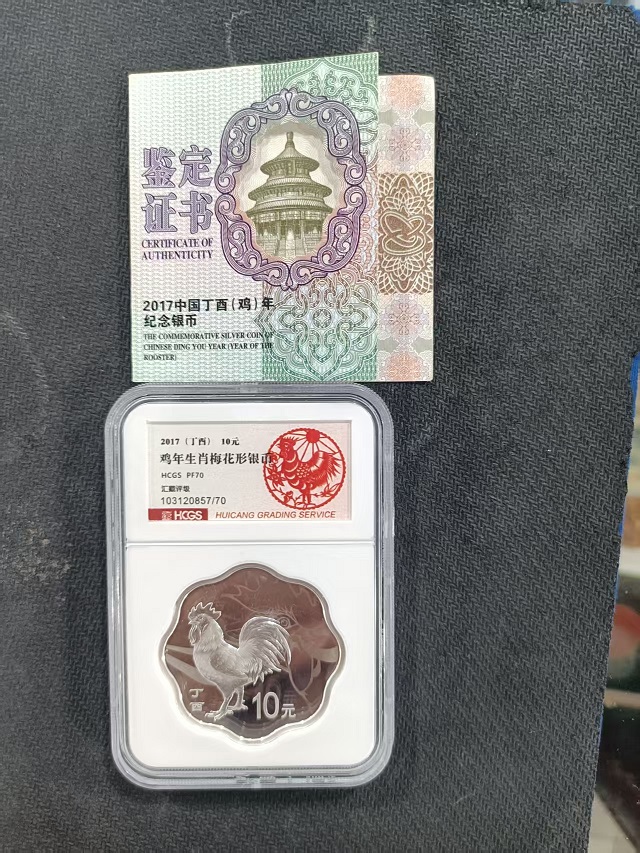 鉴定
证书
CERTIFICATE OF
AUTHENTICITY
2017中国丁酉(鸡)年
纪念银币
THE COMMEMORATIVE SILVER COIN OF
CHINESE DING YOU YEAR (YEAR OF THE
ROOSTER)
2017 (丁酉) 10元
鸡年生肖梅花形银币
HCGS PF70
汇藏评级
103120857/70
HCGS HUICANG GRADING SERVICE
丁酉
10元